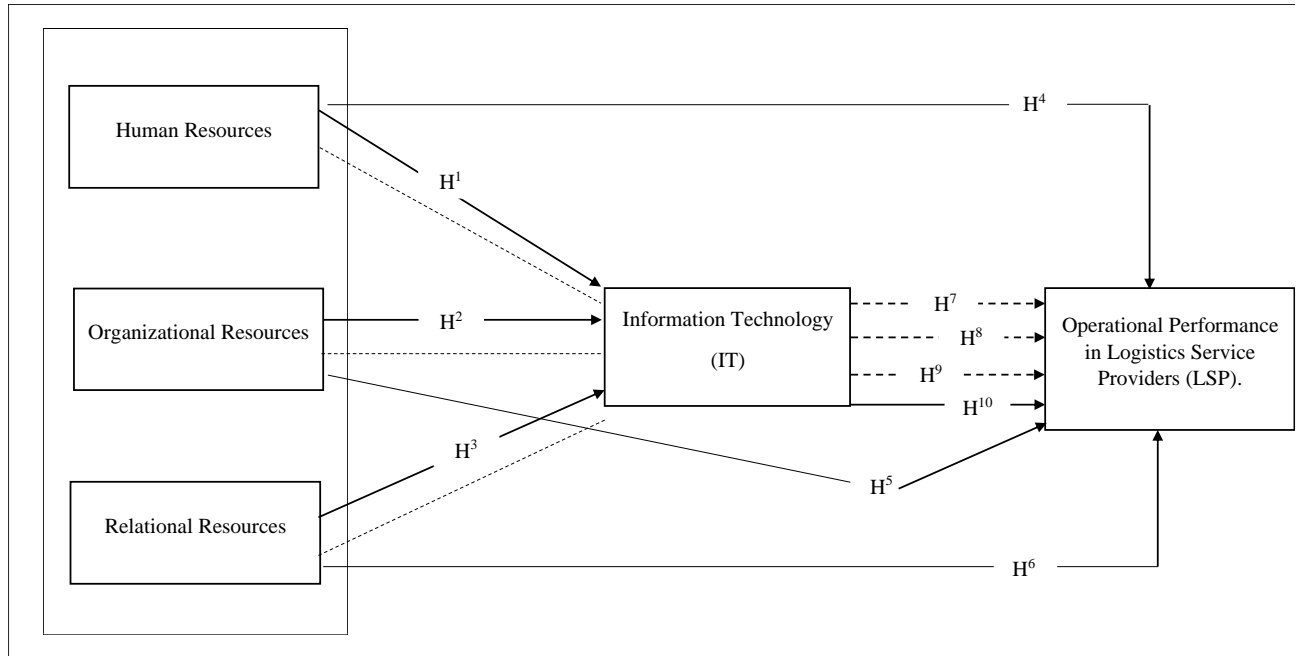 Human Resources
H⁴
H¹
Organizational Resources
H²
Information Technology
(IT)
H⁷
H⁸
H⁹
H¹⁰
Operational Performance
in Logistics Service
Providers (LSP).
H³
H⁵
Relational Resources
H⁶